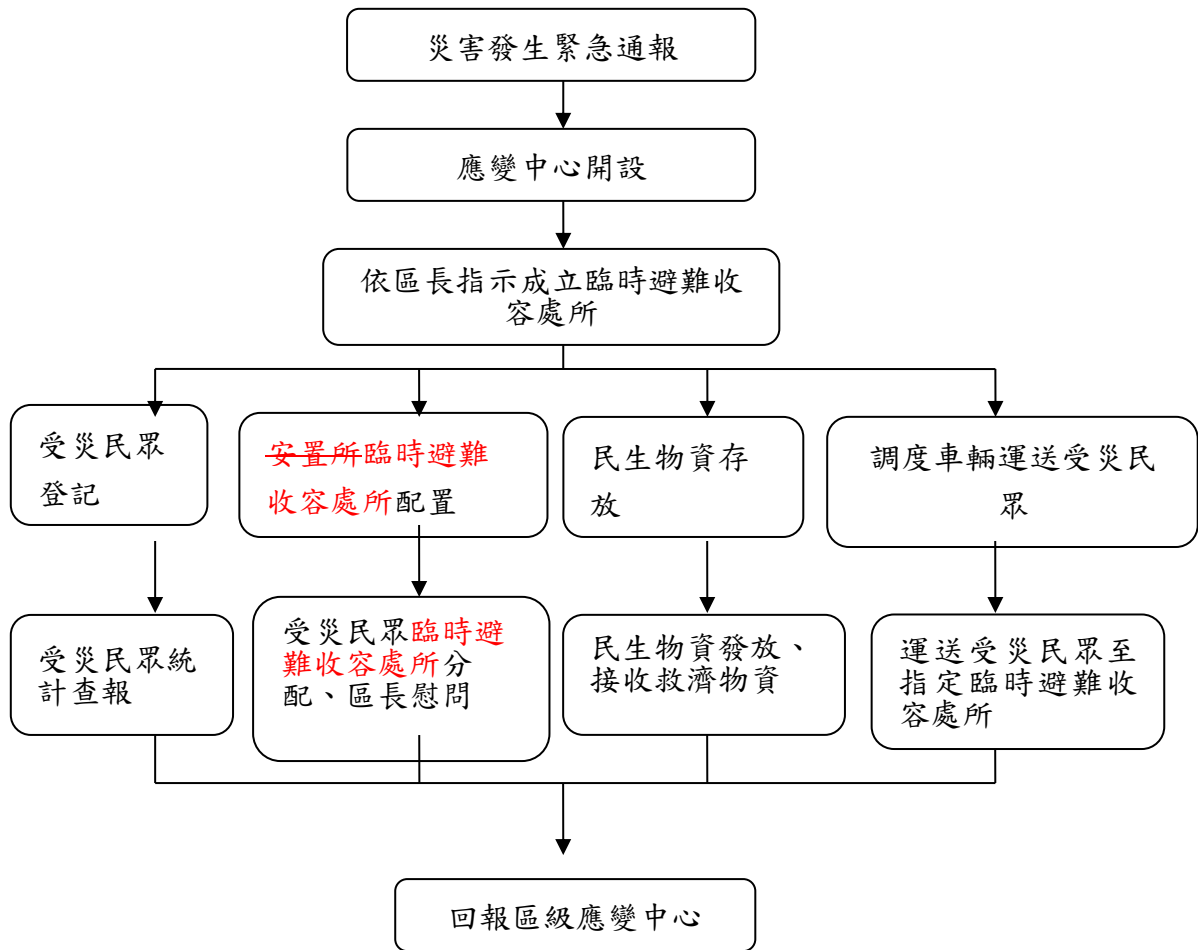 災害發生緊急通報
應變中心開設
依區長指示成立臨時避難收
容處所
受災民眾
登記
安置所臨時避難
收容處所配置
民生物資存
放
調度車輛運送受災民
眾
受災民眾統
計查報
受災民眾臨時避
難收容處所分
配、區長慰問
民生物資發放、
接收救濟物資
運送受災民眾至
指定臨時避難收
容處所
回報區級應變中心